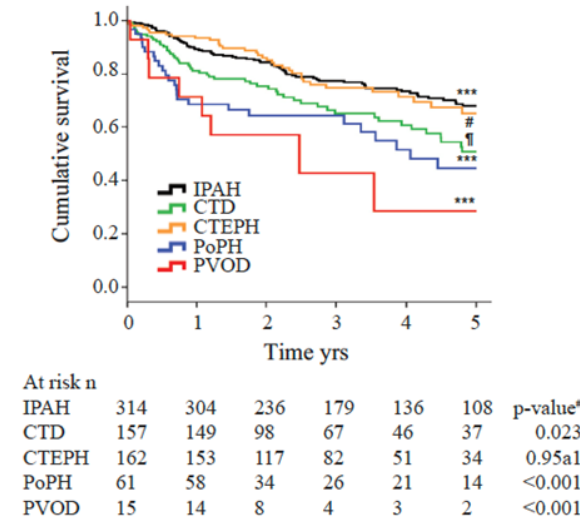 1.0
0.8
0.6
0.4
0.2
0.0
Cumulative survival
***
#
¶
***
***
IPAH
CTD
CTEPH
PoPH
PVOD
0 1 2 3 4 5
Time yrs
At risk n
IPAH 314 304 236 179 136 108 p-value#
CTD 157 149 98 67 46 37 0.023
CTEPH 162 153 117 82 51 34 0.95a1
PoPH 61 58 34 26 21 14 <0.001
PVOD 15 14 8 4 3 2 <0.001